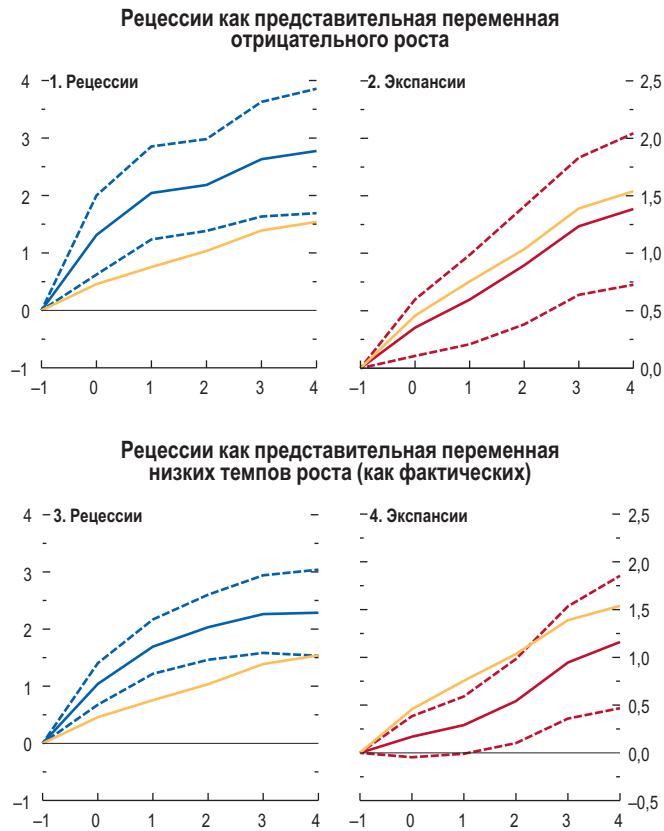 Рецессии как представительная переменная
отрицательного роста
1. Рецессии
2. Экспансии
4
3
2
1
0
–1
2,5
2,0
1,5
1,0
0,5
0,0
–1 0 1 2 3 4
–1 0 1 2 3 4
Рецессии как представительная переменная
низких темпов роста (как фактических)
3. Рецессии
4. Экспансии
4
3
2
1
0
–1
2,5
2,0
1,5
1,0
0,5
0,0
–0,5
–1 0 1 2 3 4
–1 0 1 2 3 4